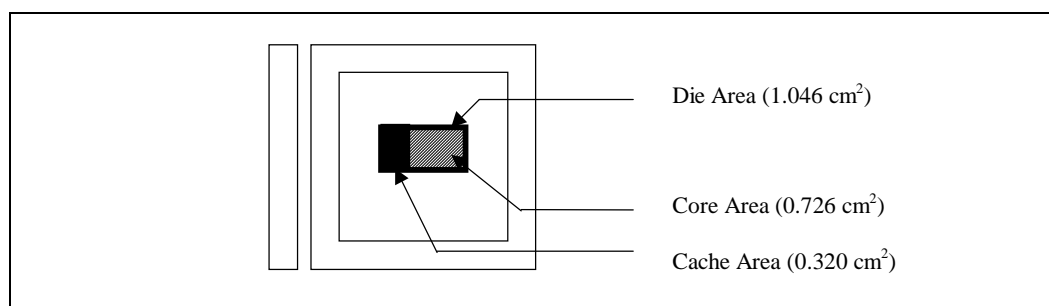 Die Area (1.046 cm²)
Core Area (0.726 cm²)
Cache Area (0.320 cm²)